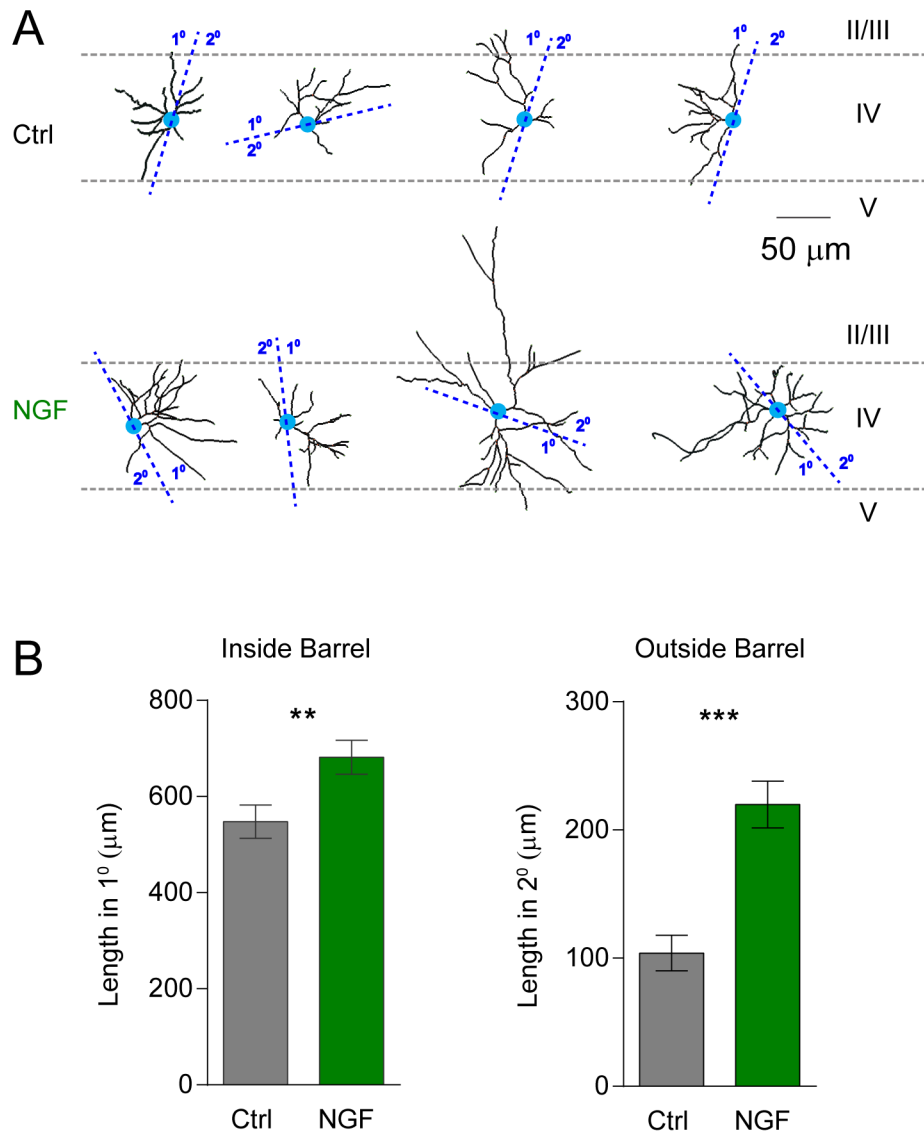 A
1⁰ 2⁰
1⁰ 2⁰
1⁰ 2⁰
II/III
Ctrl
1⁰
2⁰
IV
V
50 μm
II/III
2⁰ 1⁰
NGF
2⁰
1⁰
IV
2⁰ 1⁰
1⁰ 2⁰
V
B
Inside Barrel
**
Length in 1⁰ (μm)
800
600
400
200
0
Ctrl NGF
Outside Barrel
***
Length in 2⁰ (μm)
300
200
100
0
Ctrl NGF